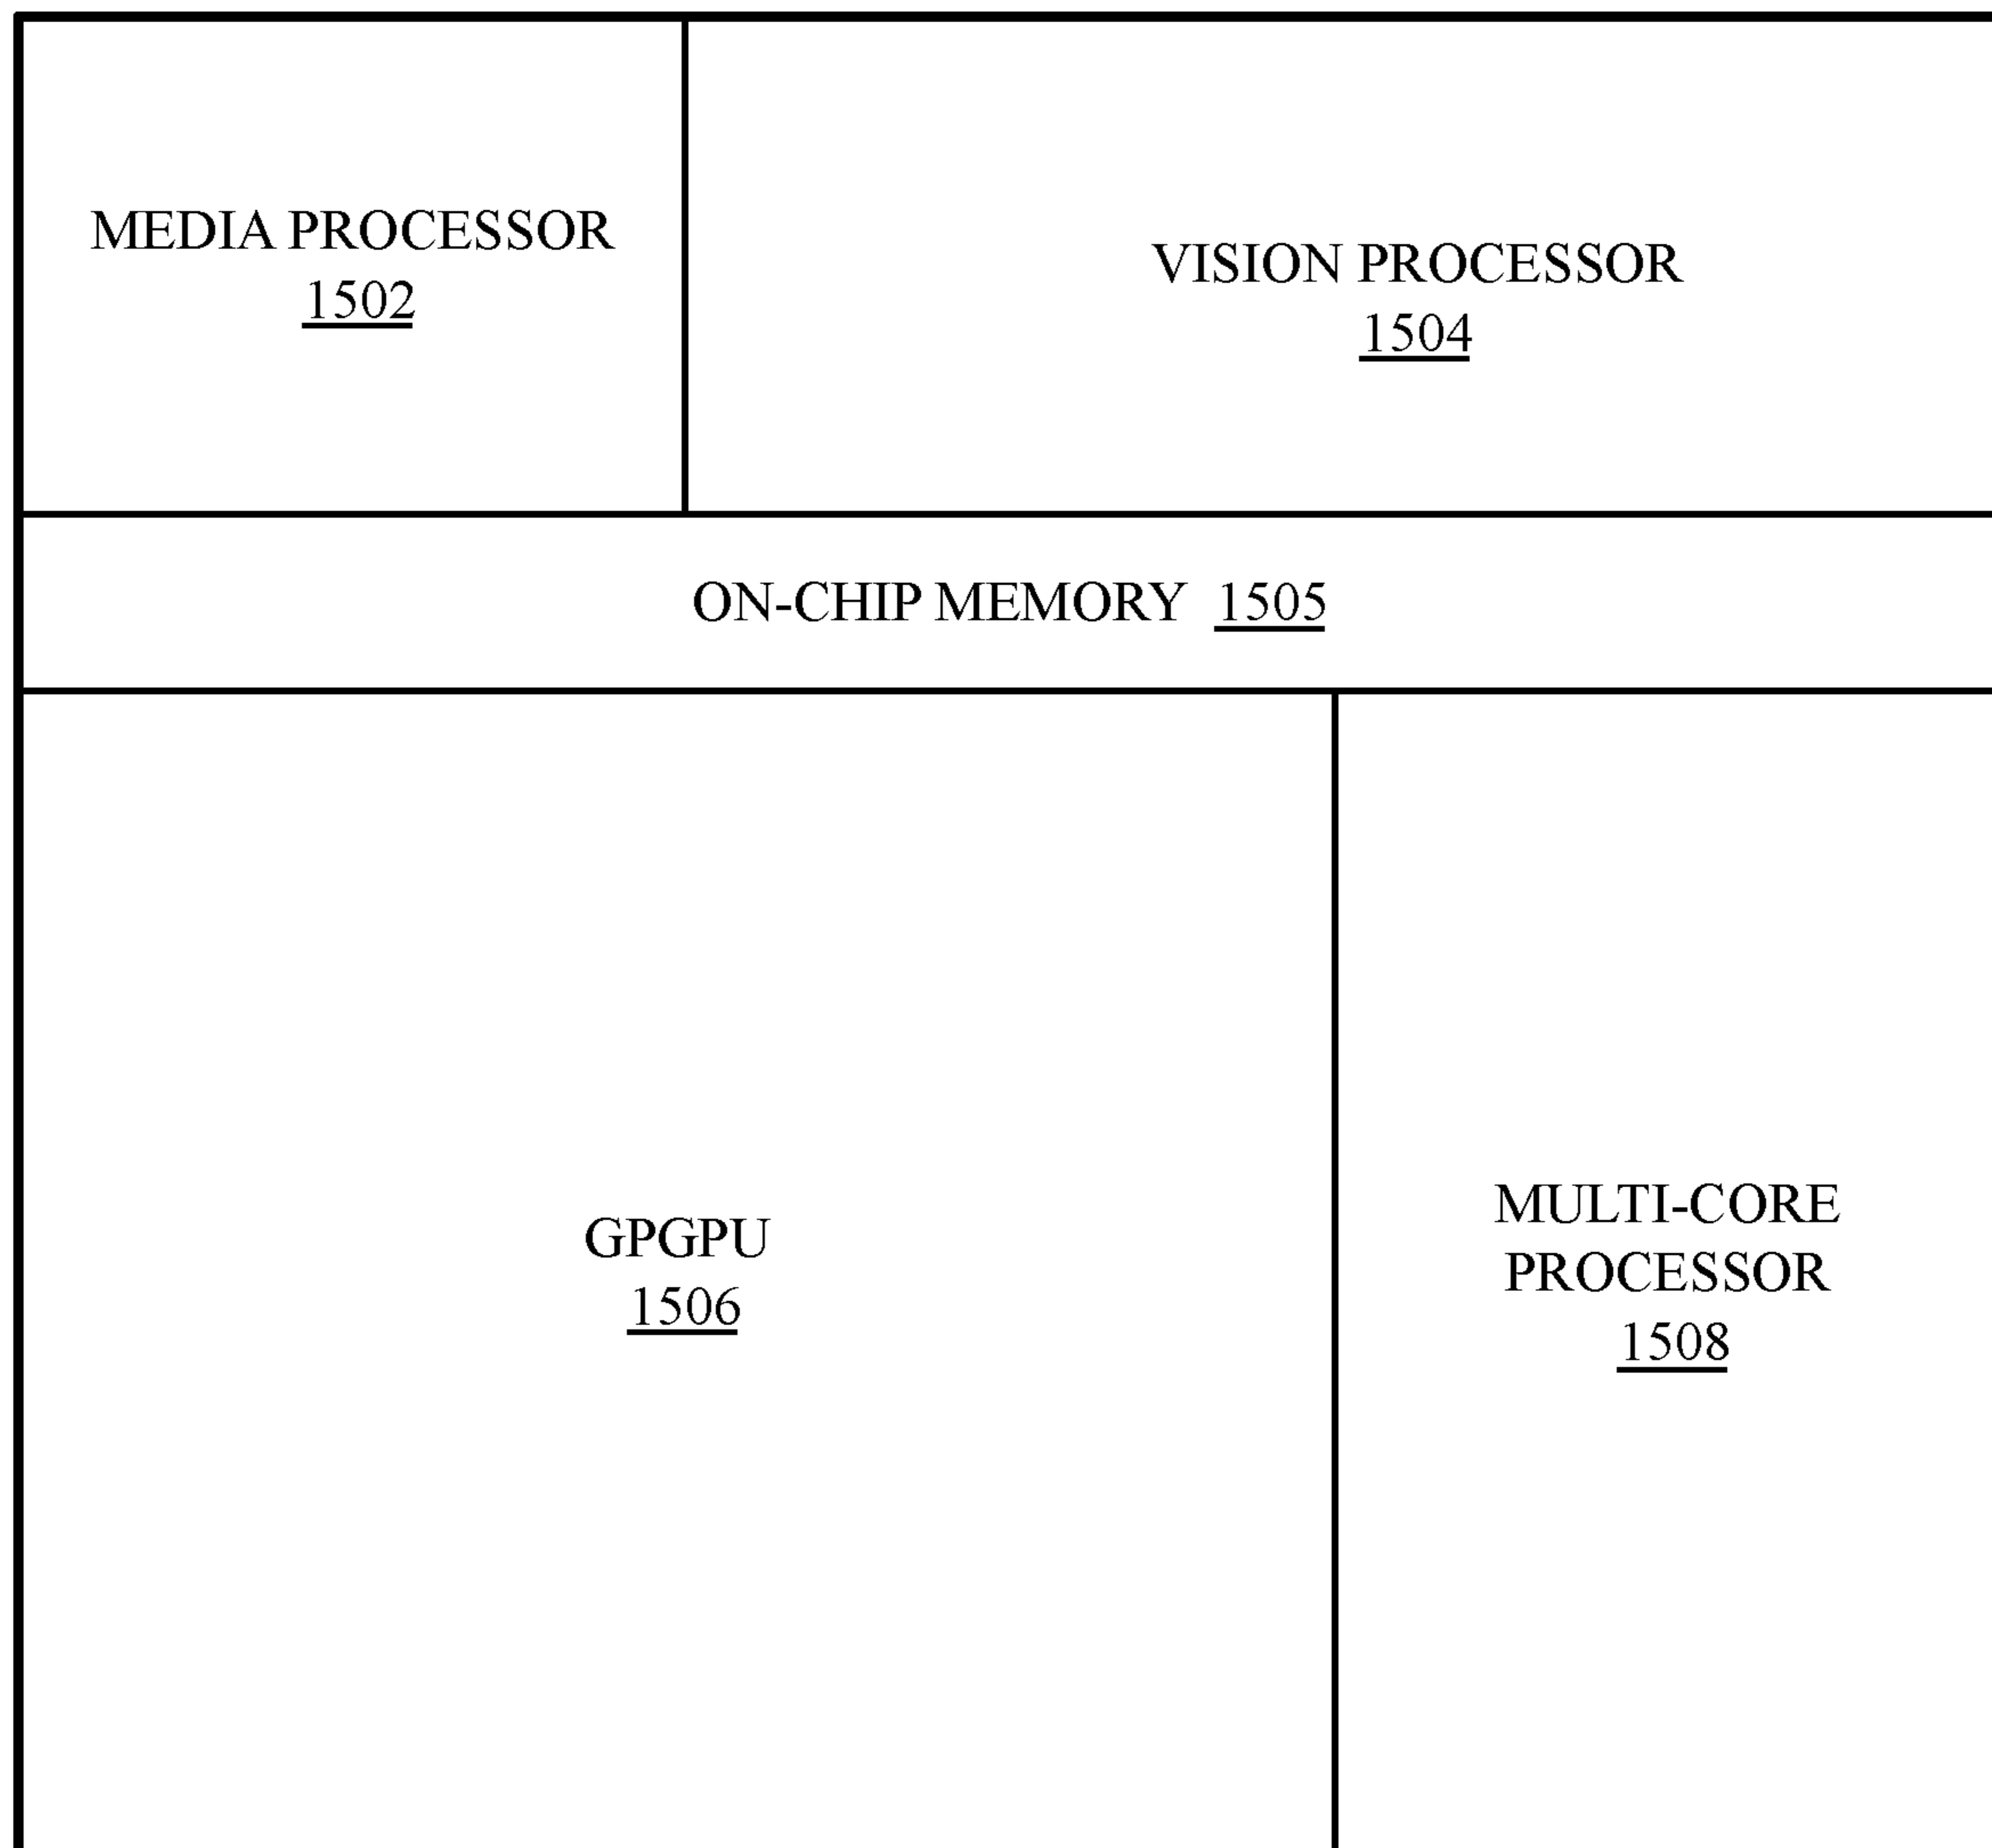 MEDIA PROCESSOR
1502
VISION PROCESSOR
1504
ON-CHIP MEMORY 1505
GPGPU
1506
MULTI-CORE
PROCESSOR
1508